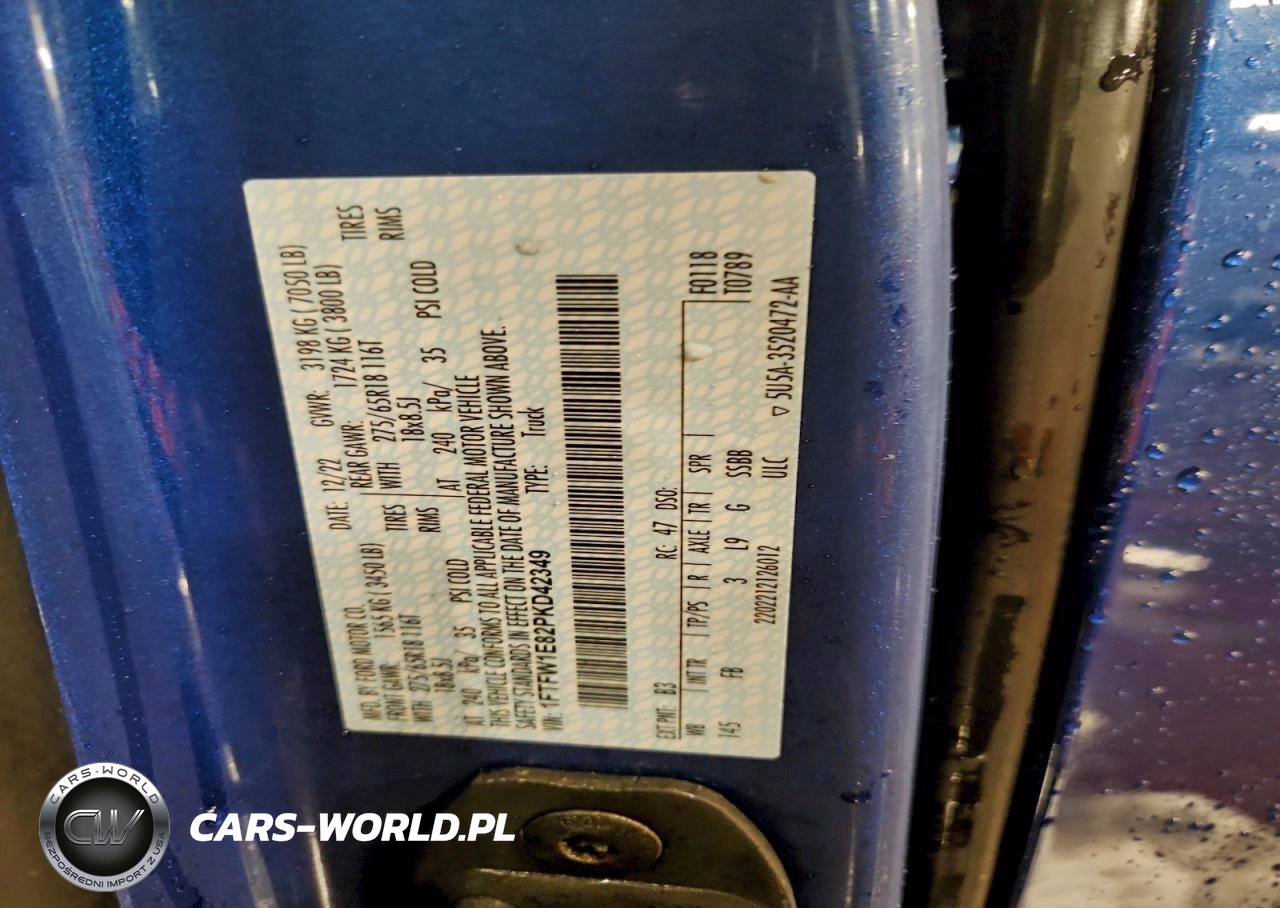 MFD. BY FORD MOTOR CO.
DATE: 12/22 GVWR: 3198 KG ( 7050 LB)
FRONT GAWR: 1565 KG ( 3450 LB)
REAR GAWR: 1724 KG ( 3800 LB)
WITH 275/65R18 116T TIRES
WITH 275/65R18 116T TIRES
18x8.5J RIMS
18x8.5J RIMS
AT 240 kPa/ 35 PSI COLD
AT 240 kPa/ 35 PSI COLD
THIS VEHICLE CONFORMS TO ALL APPLICABLE FEDERAL MOTOR VEHICLE
SAFETY STANDARDS IN EFFECT ON THE DATE OF MANUFACTURE SHOWN ABOVE.
VIN: 1FTFW1E82PKD42349 TYPE: Truck
EXT PNT: B3 RC: 47 DSO: F0118
WB INT TR TP/PS R AXLE TR SPR T0789
145 FB 3 L9 G SSBB
2202212126012 ULC ▽ 5U5A-3520472-AA
CARS-WORLD
CW
BEZPOŚREDNI IMPORT Z USA
CARS-WORLD.PL